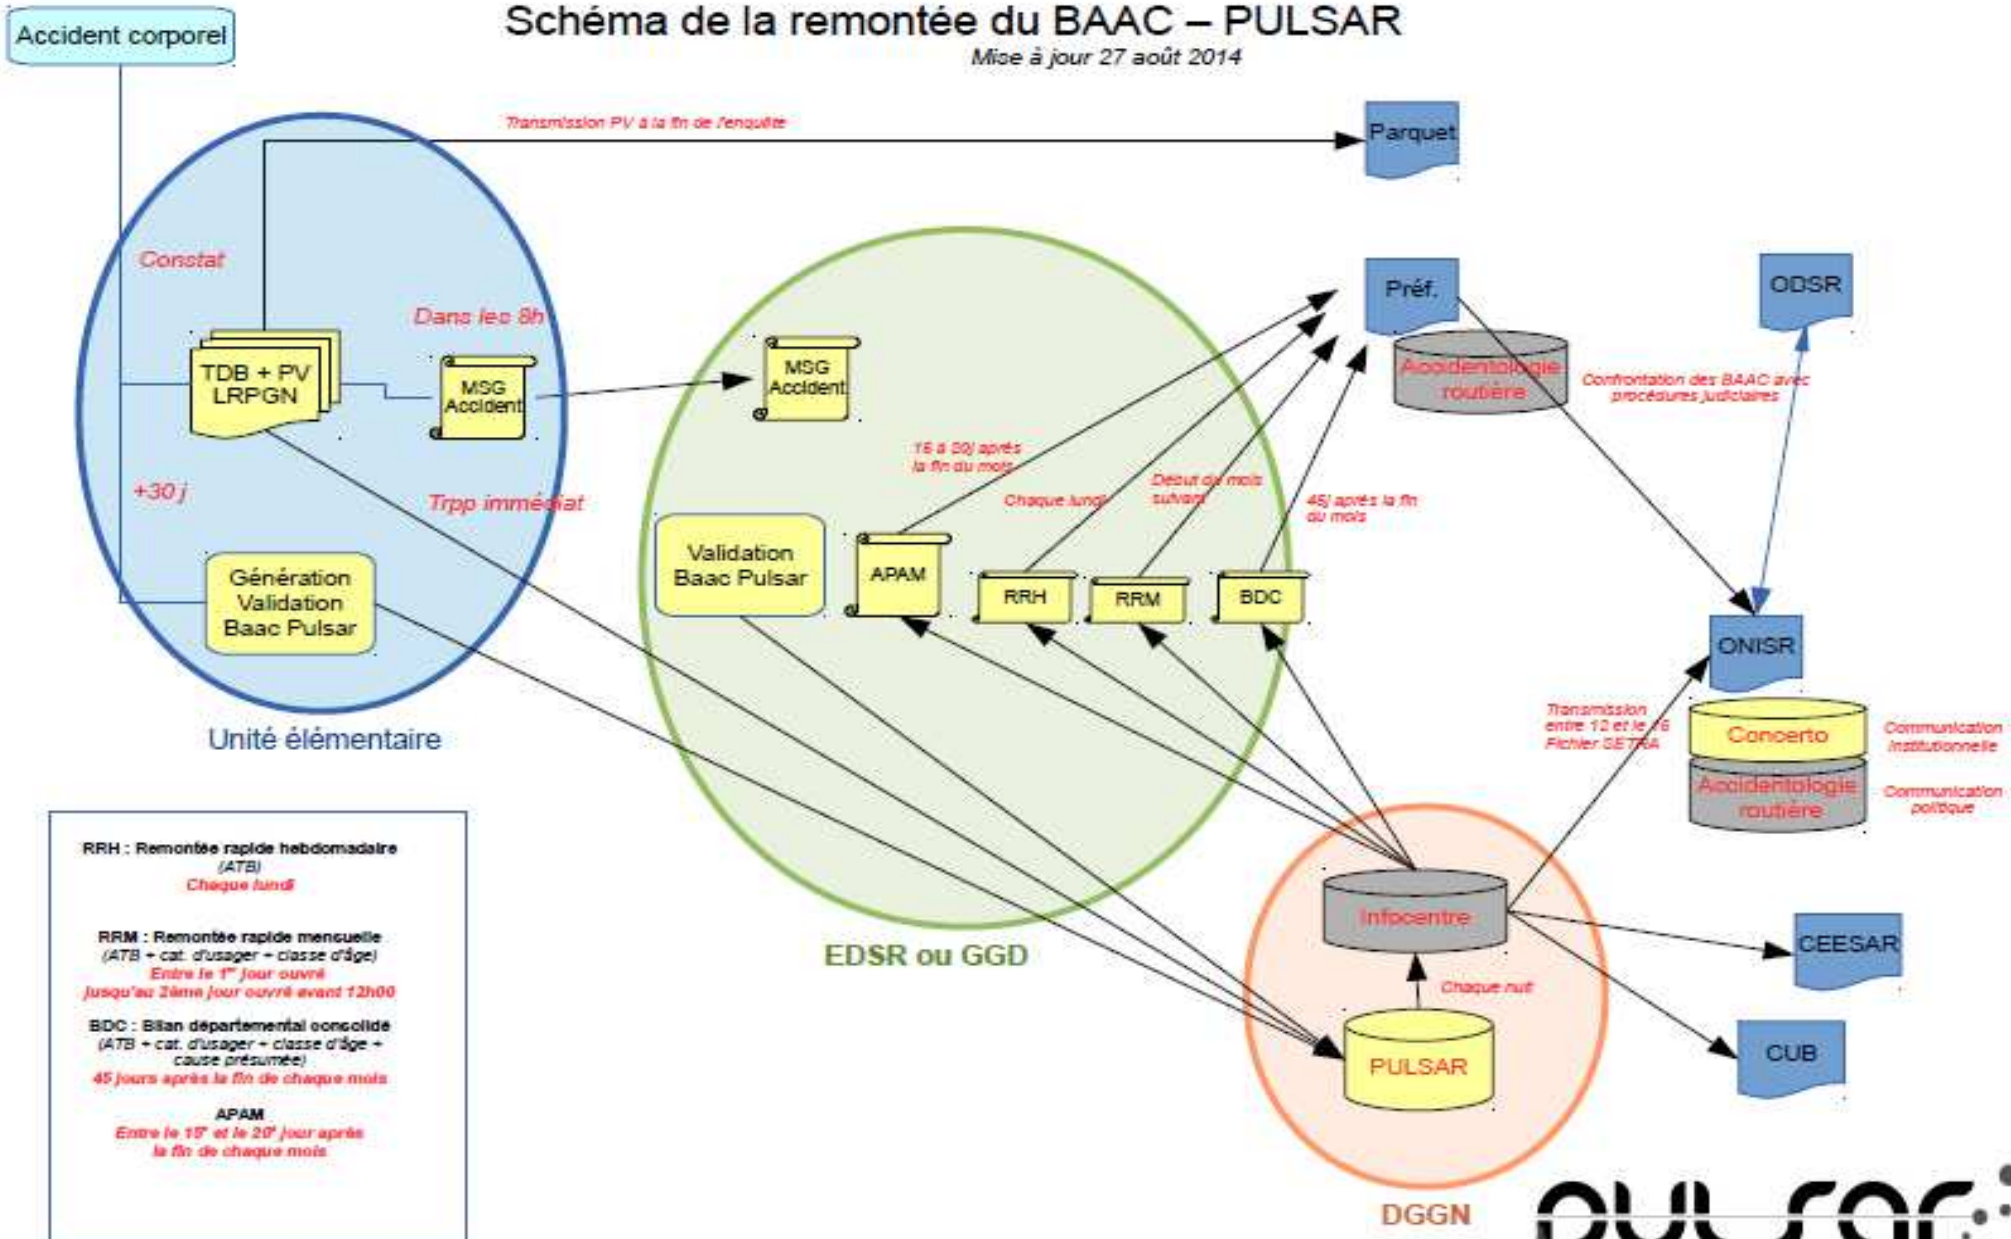 Schéma de la remontée du BAAC – PULSAR
Mise à jour 27 août 2014
Accident corporel
Transmission PV à la fin de l'enquête
Parquet
Constat
Dans les 8h
TDB + PV
LRPGN
MSG
Accident
MSG
Accident
+30 j
Trpp immédiat
Génération
Validation
Baac Pulsar
Unité élémentaire
Préf.
Accidentologie
routière
ODSR
Confrontation des BAAC avec
procédures judiciaires
après
la fin du mois
Chaque lundi
Début du mois
suivant
45j après la fin
du mois
Validation
Baac Pulsar
APAM
RRH
RRM
BDC
EDSR ou GGD
ONISR
Transmission
entre 12 et le
Fichier SETRA
Concerto
Communication
institutionnelle
Accidentologie
routière
Communication
politique
Infocentre
Chaque nuit
PULSAR
DGGN
CEESAR
CUB
RRH : Remontée rapide hebdomadaire
(ATB)
Chaque lundi
RRM : Remontée rapide mensuelle
(ATB + cat. d'usager + classe d'âge)
Entre le 1er jour ouvré
jusqu'au 2ème jour ouvré avant 12h00
BDC : Bilan départemental consolidé
(ATB + cat. d'usager + classe d'âge +
cause présumée)
45 jours après la fin de chaque mois
APAM
Entre le 15e et le 20e jour après
la fin de chaque mois
pulsar